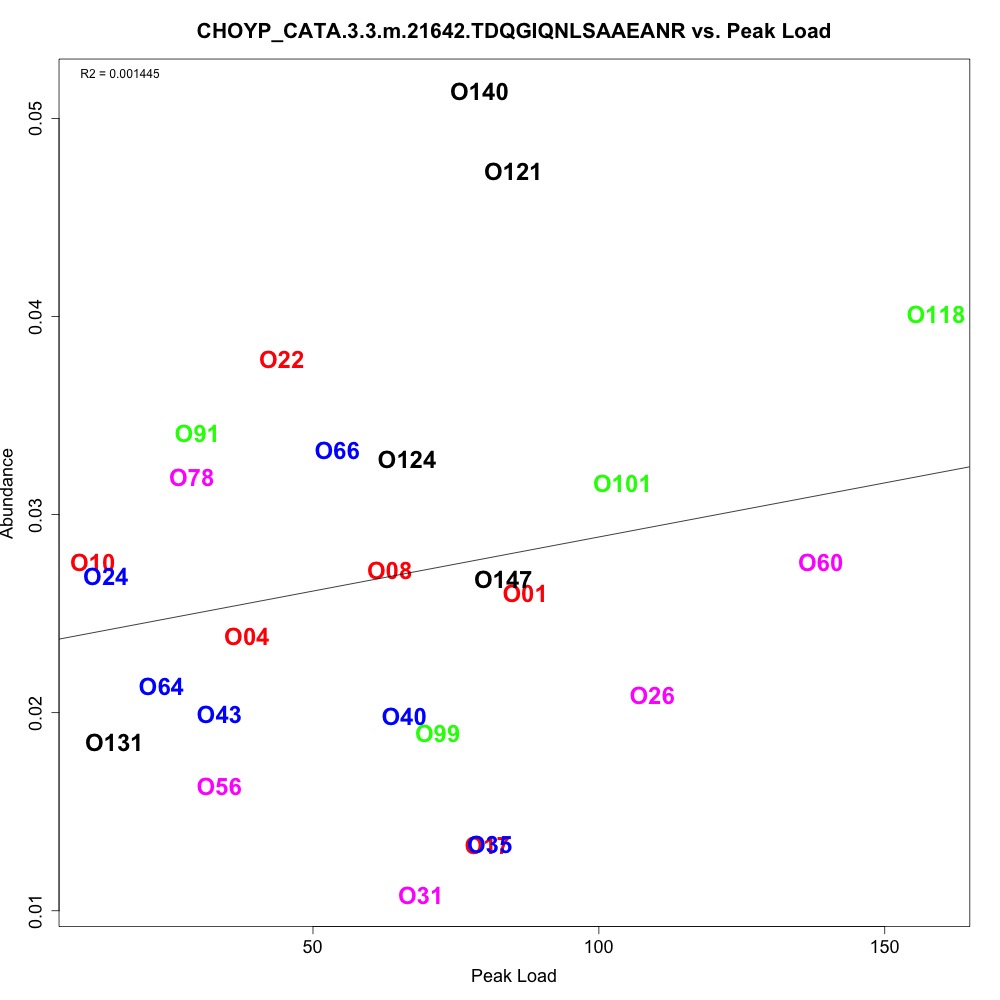 CHOYP_CATA.3.3.m.21642.TDQGIQNLSAAEANR vs. Peak Load
R2 = 0.001445
O140
0.05
O121
O118
0.04
O22
O91
O66
O124
O78
O101
0.03
Abundance
O10
O60
O08
O24
O147
O01
O04
O26
O64
O43
O40
0.02
O99
O131
O56
O35
O31
0.01
50
100
150
Peak Load